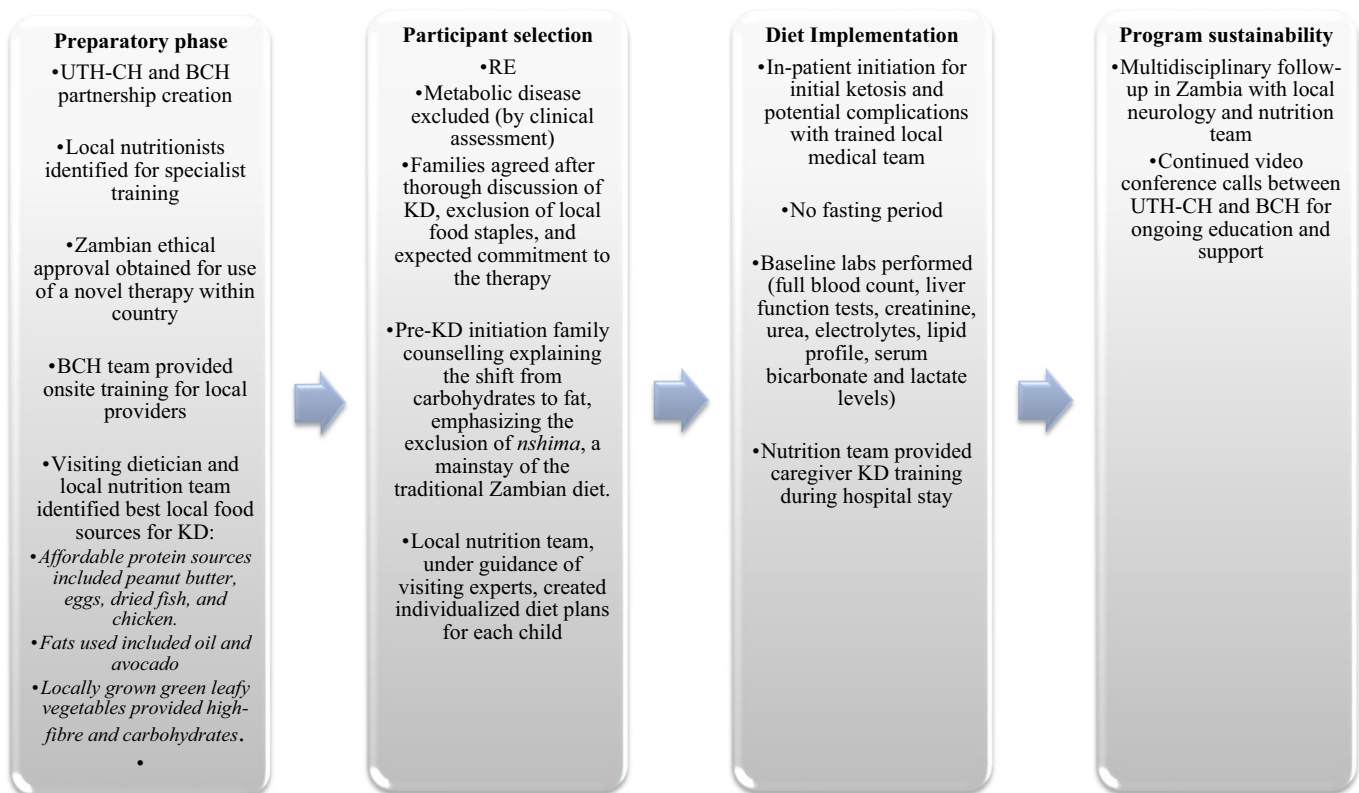 Preparatory phase
•UTH-CH and BCH
partnership creation
•Local nutritionists
identified for specialist
training
•Zambian ethical
approval obtained for use
of a novel therapy within
country
•BCH team provided
onsite training for local
providers
•Visiting dietician and
local nutrition team
identified best local food
sources for KD:
•Affordable protein sources
included peanut butter,
eggs, dried fish, and
chicken.
•Fats used included oil and
avocado
•Locally grown green leafy
vegetables provided high-
fibre and carbohydrates.
•
Participant selection
•RE
•Metabolic disease
excluded (by clinical
assessment)
•Families agreed after
thorough discussion of
KD, exclusion of local
food staples, and
expected commitment to
the therapy
•Pre-KD initiation family
counselling explaining
the shift from
carbohydrates to fat,
emphasizing the
exclusion of nshima, a
mainstay of the
traditional Zambian diet.
•Local nutrition team,
under guidance of
visiting experts, created
individualized diet plans
for each child
Diet Implementation
•In-patient initiation for
initial ketosis and
potential complications
with trained local
medical team
•No fasting period
•Baseline labs performed
(full blood count, liver
function tests, creatinine,
urea, electrolytes, lipid
profile, serum
bicarbonate and lactate
levels)
•Nutrition team provided
caregiver KD training
during hospital stay
Program sustainability
•Multidisciplinary follow-
up in Zambia with local
neurology and nutrition
team
•Continued video
conference calls between
UTH-CH and BCH for
ongoing education and
support